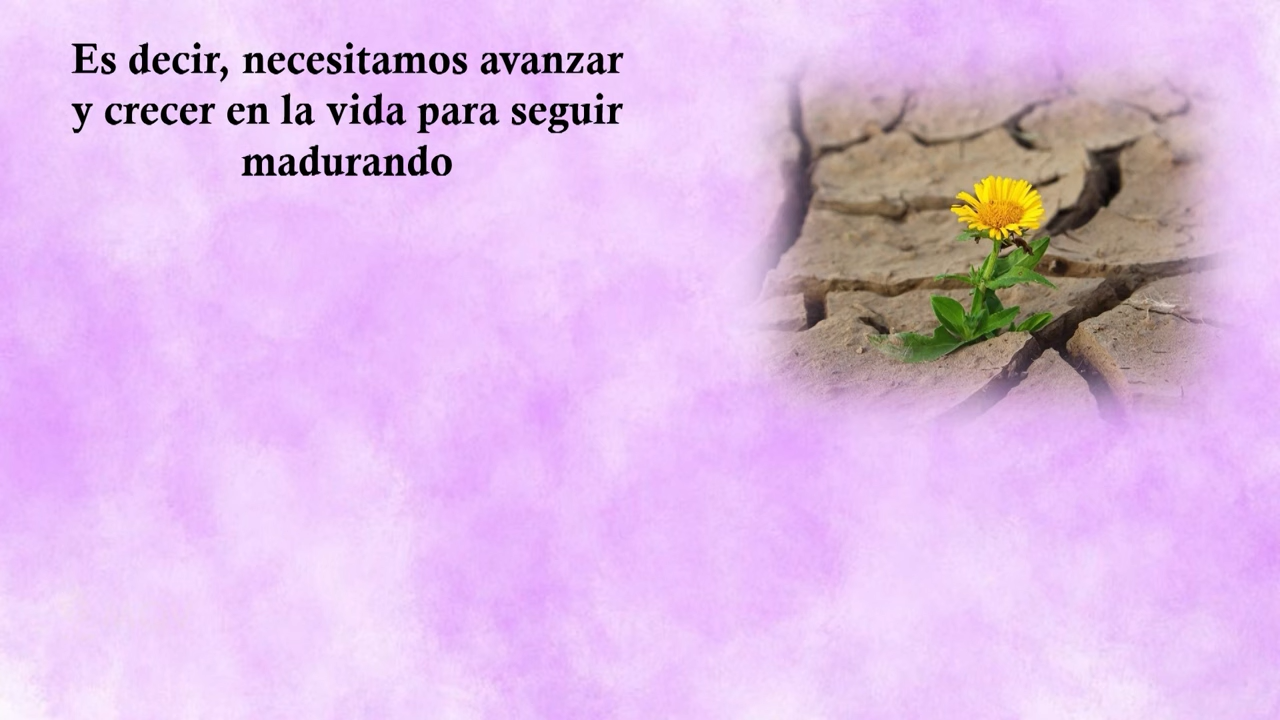 Es decir, necesitamos avanzar
y crecer en la vida para seguir
madurando